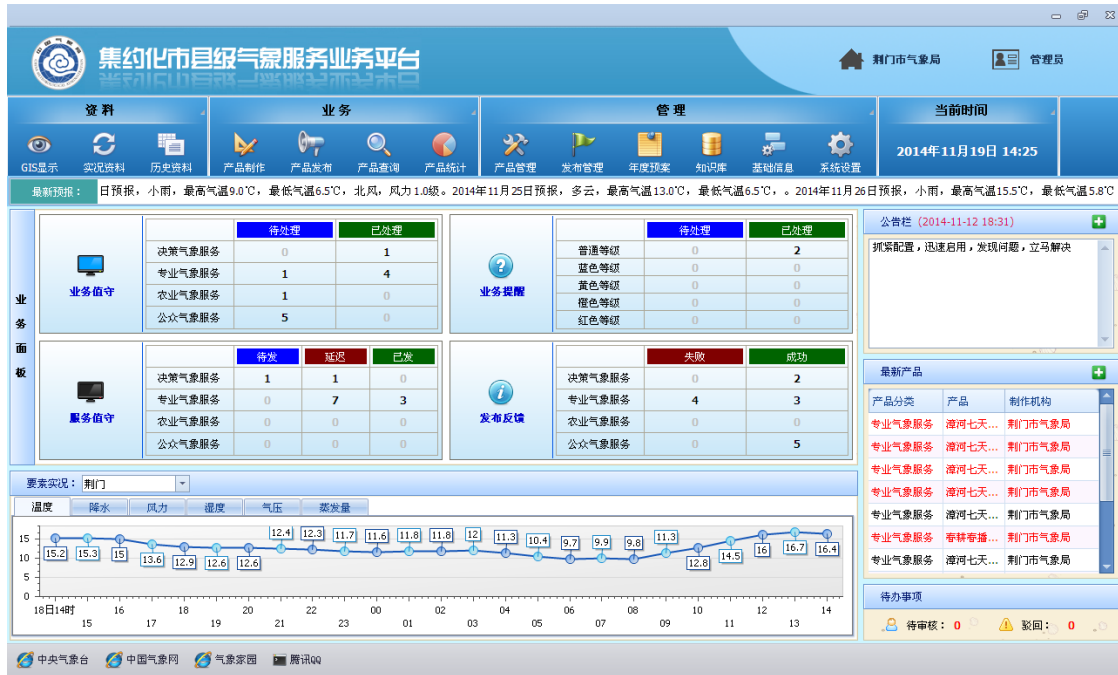 集约化市县级气象服务业务平台
荆门市气象局 管理员
资料 业务 管理 当前时间
GIS显示 实况资料 历史资料 产品制作 产品发布 产品查询 产品统计 产品管理 发布管理 年度预案 知识库 基础信息 系统设置 2014年11月19日 14:25
最新预报： 日预报，小雨，最高气温9.0℃，最低气温6.5℃，北风，风力1.0级。2014年11月25日预报，多云，最高气温13.0℃，最低气温6.5℃，。2014年11月26日预报，小雨，最高气温15.5℃，最低气温5.8℃
业务面板
业务值守
待处理 已处理
决策气象服务 0 1
专业气象服务 1 4
农业气象服务 1 0
公众气象服务 5 0
业务提醒
待处理 已处理
普通等级 0 2
蓝色等级 0 0
黄色等级 0 0
橙色等级 0 0
红色等级 0 0
服务值守
待发 延迟 已发
决策气象服务 1 1 0
专业气象服务 0 7 3
农业气象服务 0 0 0
公众气象服务 0 0 0
发布反馈
失败 成功
决策气象服务 0 2
专业气象服务 4 3
农业气象服务 0 0
公众气象服务 0 5
公告栏 (2014-11-12 18:31)
抓紧配置，迅速启用，发现问题，立马解决
最新产品
产品分类 产品 制作机构
专业气象服务 漳河七天... 荆门市气象局
专业气象服务 漳河七天... 荆门市气象局
专业气象服务 漳河七天... 荆门市气象局
专业气象服务 漳河七天... 荆门市气象局
专业气象服务 漳河七天... 荆门市气象局
专业气象服务 春耕春播... 荆门市气象局
专业气象服务 漳河七天... 荆门市气象局
待办事项
待审核： 0 驳回： 0
要素实况： 荆门
温度 降水 风力 湿度 气压 蒸发量
15
10
5
0
15.2 15.3 15 13.6 12.9 12.6 12.6 12.4 12.3 11.7 11.6 11.8 11.8 12 11.3 10.4 9.7 9.9 9.8 11.3 12.8 14.5 16 16.7 16.4
18日14时 16 18 20 22 00 02 04 06 08 10 12 14
15 17 19 21 23 01 03 05 07 09 11 13
中央气象台 中国气象网 气象家园 腾讯QQ